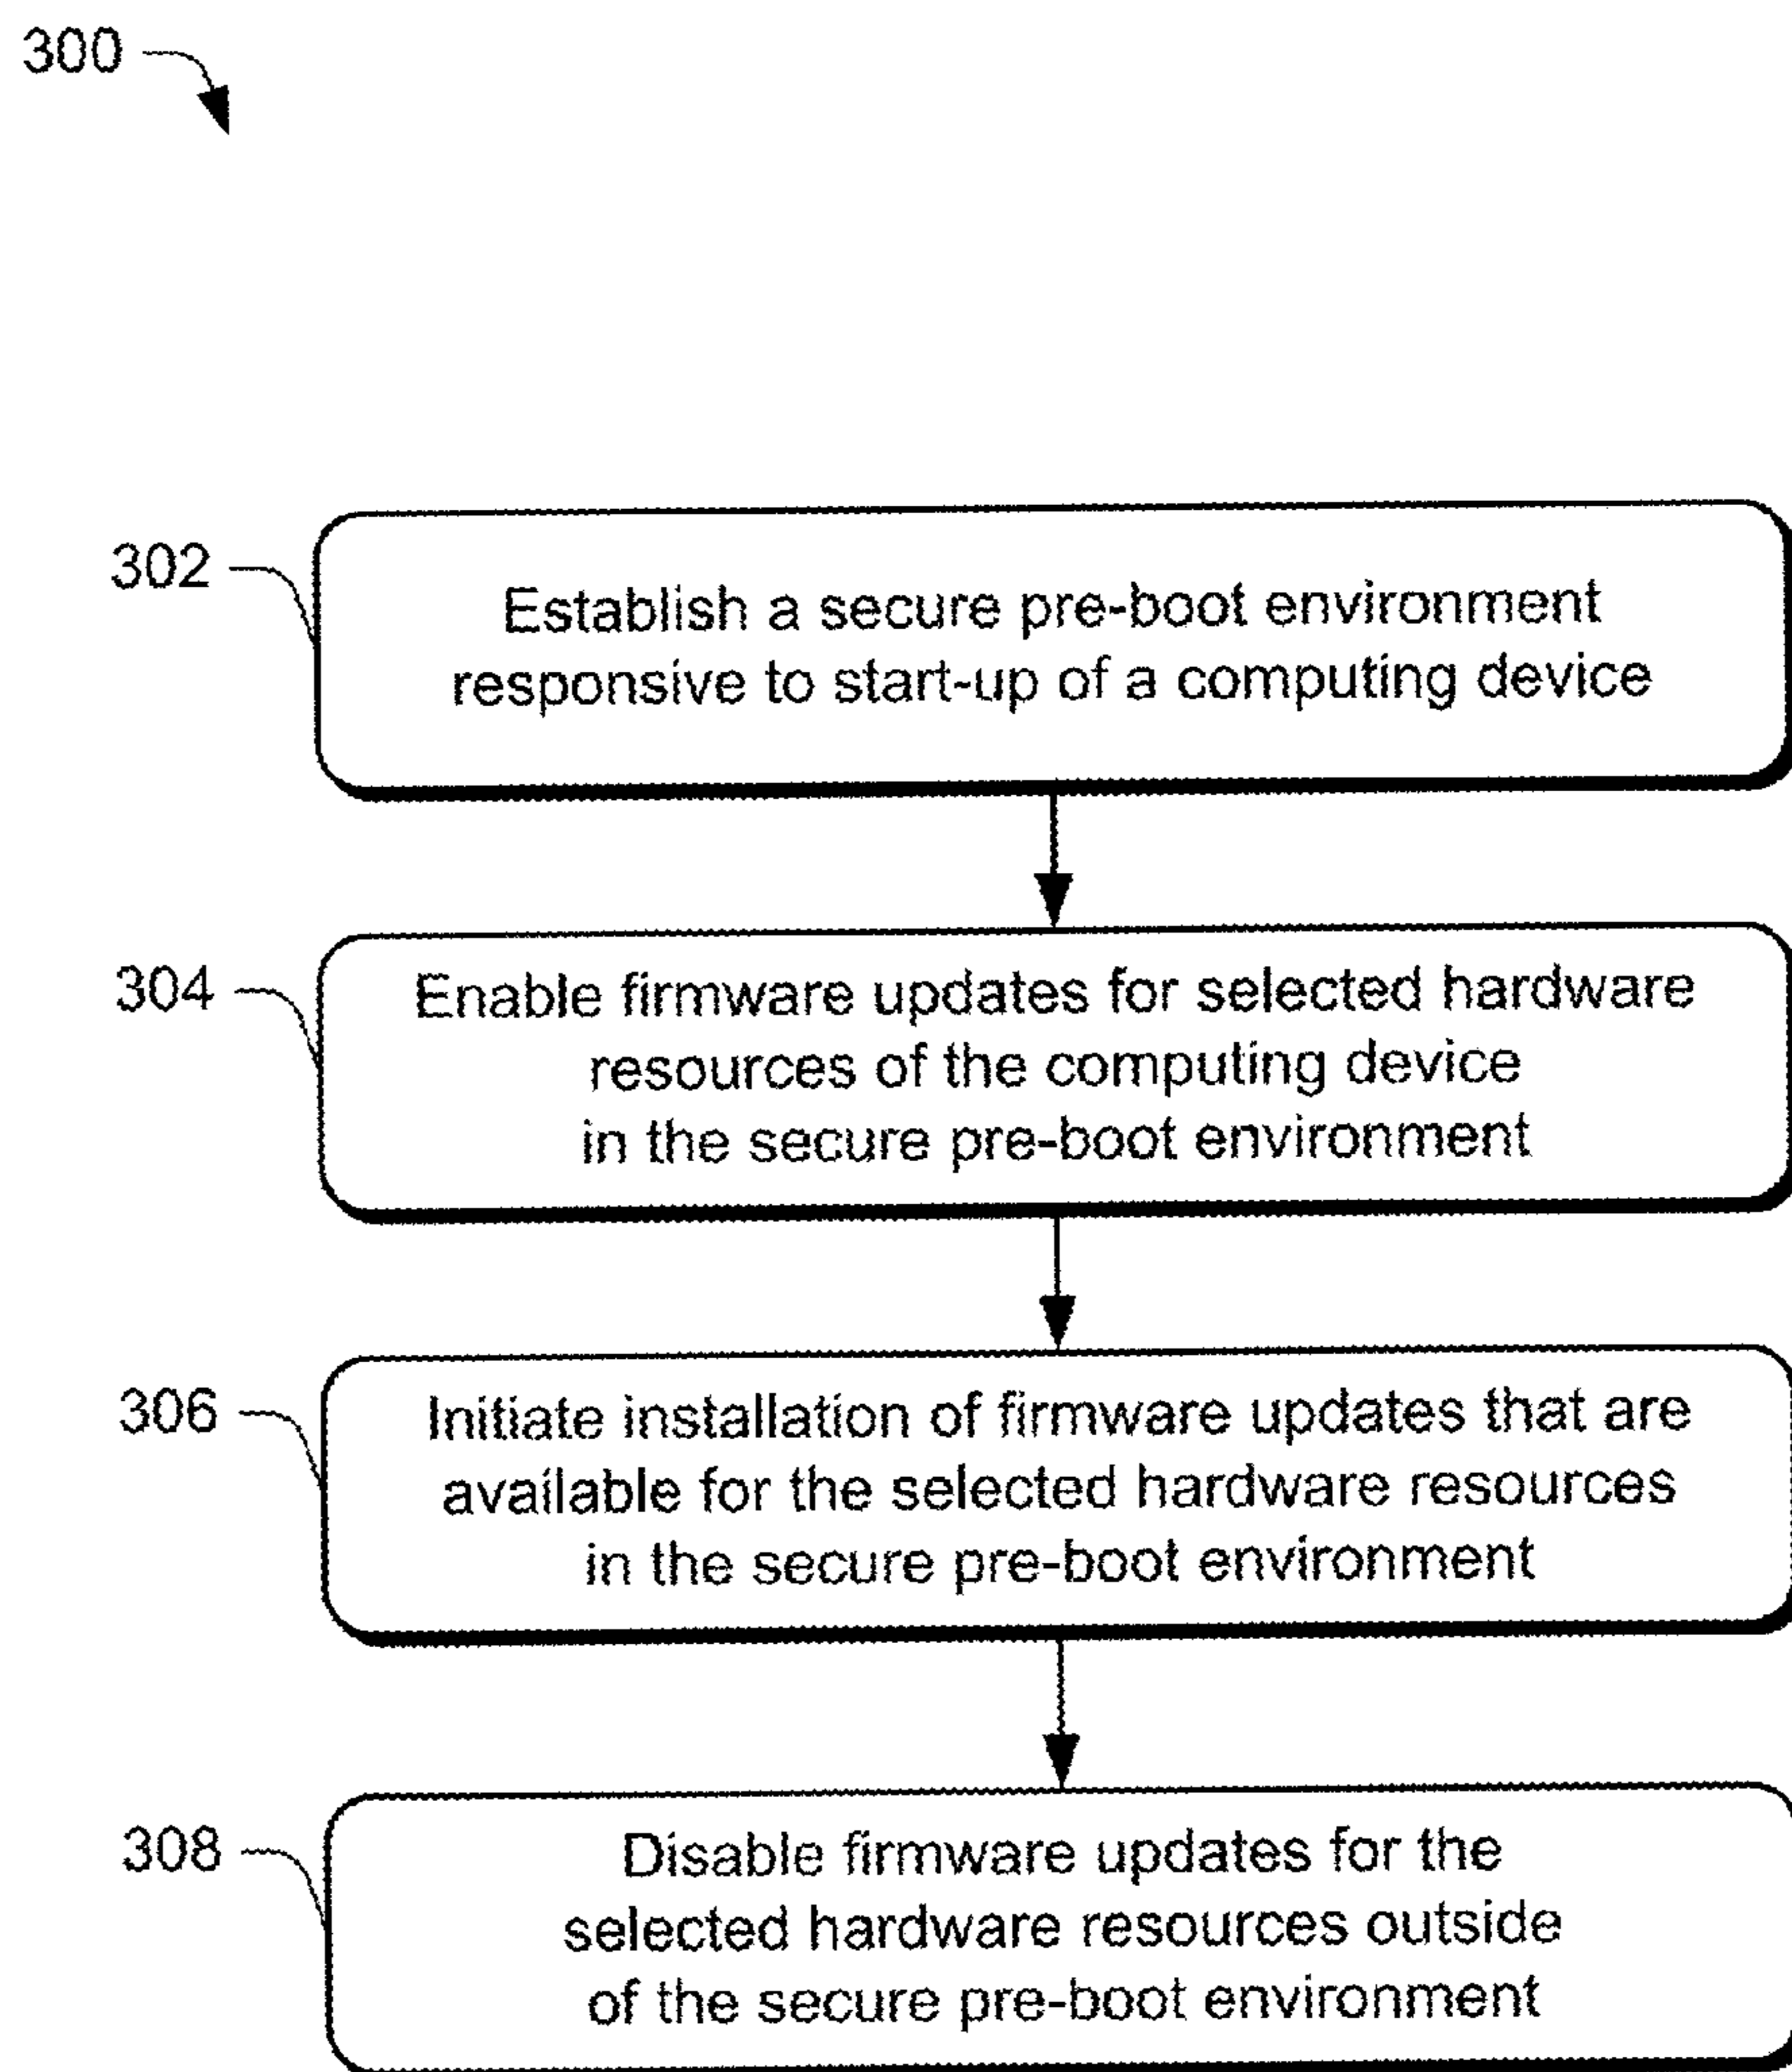 300
302
Establish a secure pre-boot environment
responsive to start-up of a computing device
304
Enable firmware updates for selected hardware
resources of the computing device
in the secure pre-boot environment
306
Initiate installation of firmware updates that are
available for the selected hardware resources
in the secure pre-boot environment
308
Disable firmware updates for the
selected hardware resources outside
of the secure pre-boot environment